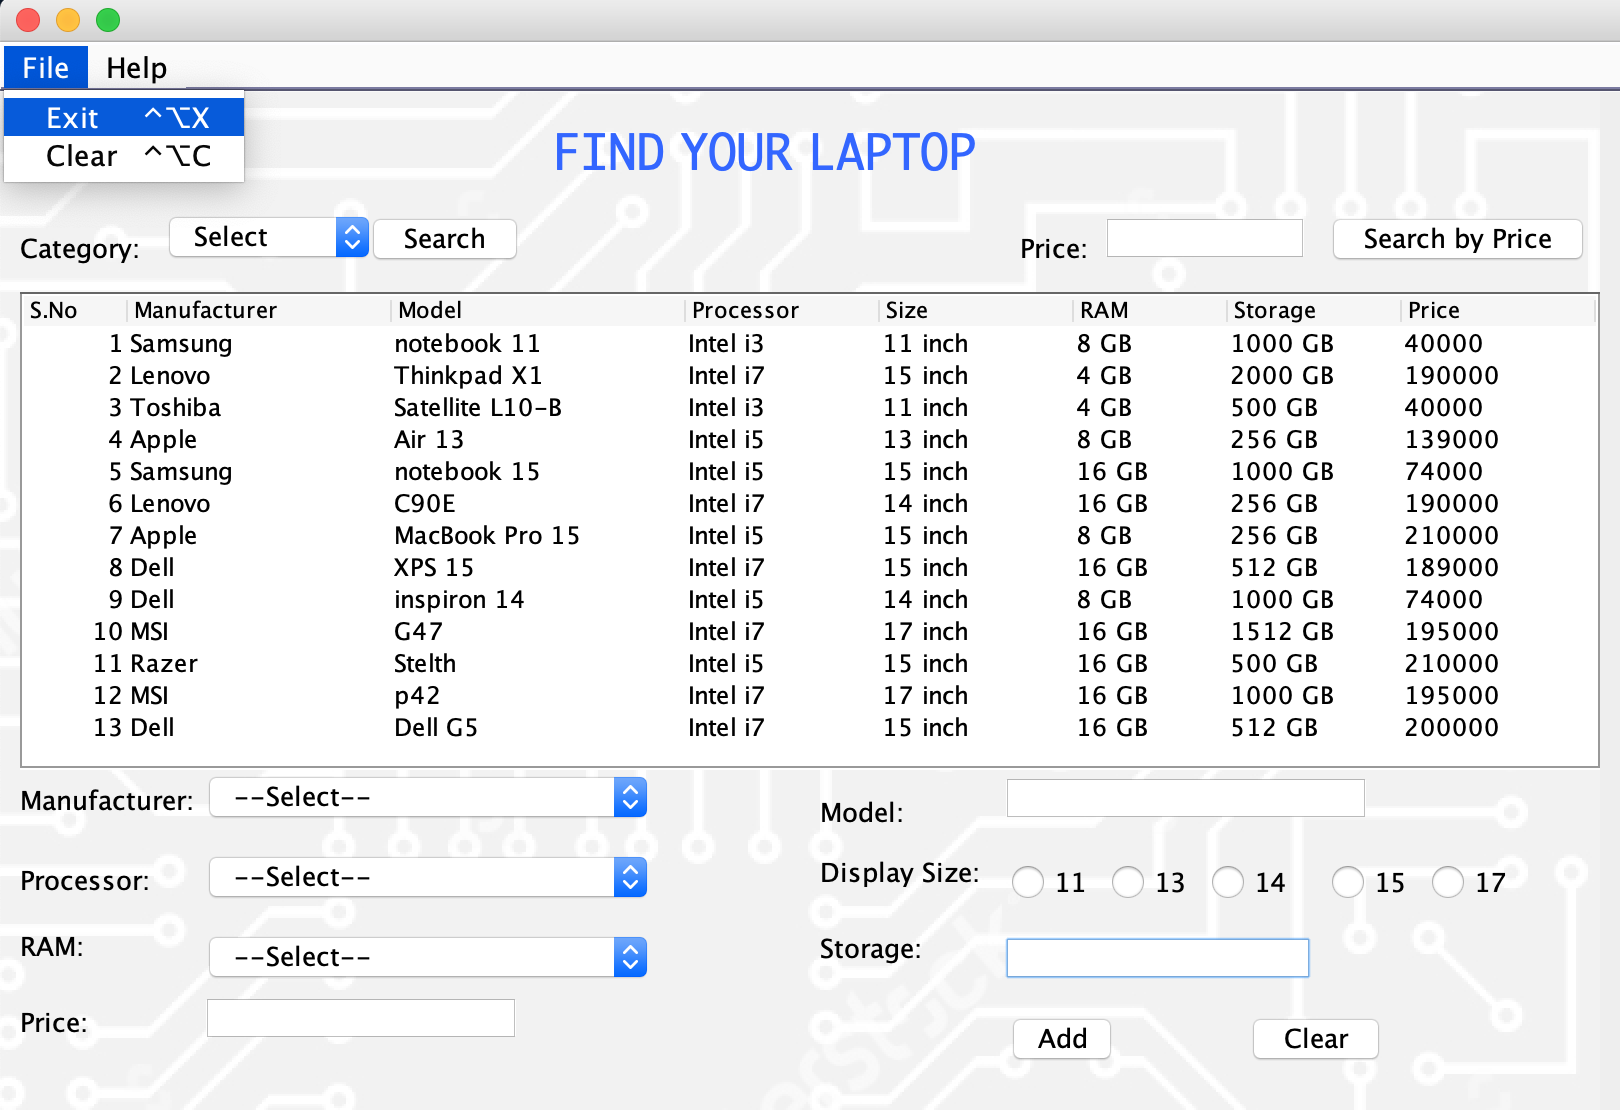 File Help
Exit ^⌥X
Clear ^⌥C
FIND YOUR LAPTOP
Category: Select Search Price: Search by Price
S.No Manufacturer Model Processor Size RAM Storage Price
1 Samsung notebook 11 Intel i3 11 inch 8 GB 1000 GB 40000
2 Lenovo Thinkpad X1 Intel i7 15 inch 4 GB 2000 GB 190000
3 Toshiba Satellite L10-B Intel i3 11 inch 4 GB 500 GB 40000
4 Apple Air 13 Intel i5 13 inch 8 GB 256 GB 139000
5 Samsung notebook 15 Intel i5 15 inch 16 GB 1000 GB 74000
6 Lenovo C90E Intel i7 14 inch 16 GB 256 GB 190000
7 Apple MacBook Pro 15 Intel i5 15 inch 8 GB 256 GB 210000
8 Dell XPS 15 Intel i7 15 inch 16 GB 512 GB 189000
9 Dell inspiron 14 Intel i5 14 inch 8 GB 1000 GB 74000
10 MSI G47 Intel i7 17 inch 16 GB 1512 GB 195000
11 Razer Stelth Intel i5 15 inch 16 GB 500 GB 210000
12 MSI p42 Intel i7 17 inch 16 GB 1000 GB 195000
13 Dell Dell G5 Intel i7 15 inch 16 GB 512 GB 200000
Manufacturer: --Select-- Model:
Processor: --Select-- Display Size: 11 13 14 15 17
RAM: --Select-- Storage:
Price:
Add Clear